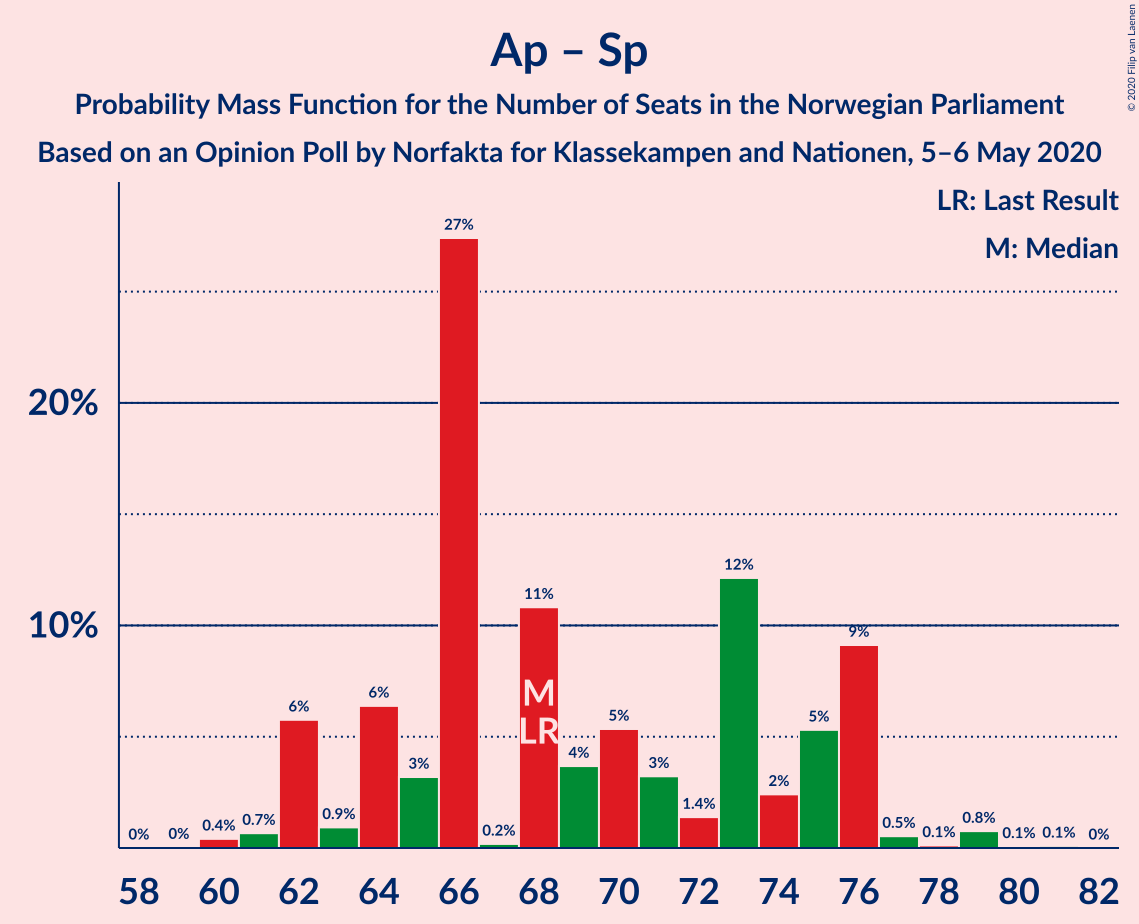 Ap – Sp
Probability Mass Function for the Number of Seats in the Norwegian Parliament
Based on an Opinion Poll by Norfakta for Klassekampen and Nationen, 5–6 May 2020
© 2020 Filip van Laenen
LR: Last Result
M: Median
20%
10%
0% 0% 0.4% 0.7% 6% 0.9% 6% 3% 27% 0.2% 11% 4% 5% 3% 1.4% 12% 2% 5% 9% 0.5% 0.1% 0.8% 0.1% 0.1% 0%
M
LR
58 60 62 64 66 68 70 72 74 76 78 80 82